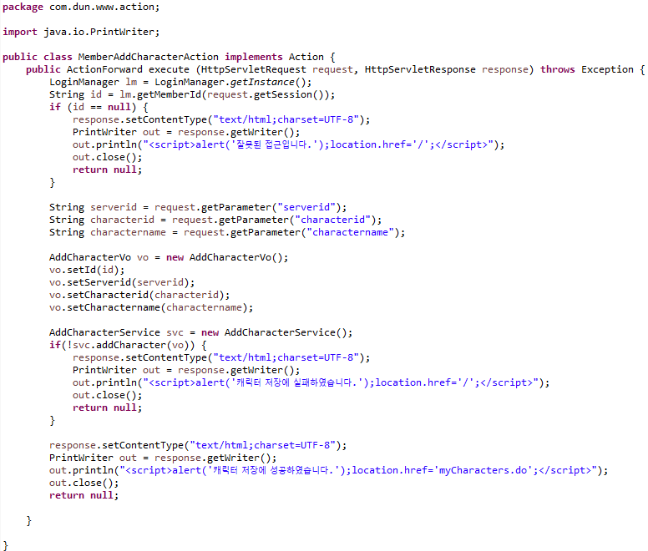 package com.dun.www.action;
import java.io.PrintWriter;
public class MemberAddCharacterAction implements Action {
public ActionForward execute (HttpServletRequest request, HttpServletResponse response) throws Exception {
LoginManager lm = LoginManager.getInstance();
String id = lm.getMemberId(request.getSession());
if (id == null) {
response.setContentType("text/html;charset=UTF-8");
PrintWriter out = response.getWriter();
out.println("<script>alert('잘못된 접근입니다.');location.href='/';</script>");
out.close();
return null;
}
String serverid = request.getParameter("serverid");
String characterid = request.getParameter("characterid");
String charactername = request.getParameter("charactername");
AddCharacterVo vo = new AddCharacterVo();
vo.setId(id);
vo.setServerid(serverid);
vo.setCharacterid(characterid);
vo.setCharactername(charactername);
AddCharacterService svc = new AddCharacterService();
if(!svc.addCharacter(vo)) {
response.setContentType("text/html;charset=UTF-8");
PrintWriter out = response.getWriter();
out.println("<script>alert('캐릭터 저장에 실패하였습니다.');location.href='/';</script>");
out.close();
return null;
}
response.setContentType("text/html;charset=UTF-8");
PrintWriter out = response.getWriter();
out.println("<script>alert('캐릭터 저장에 성공하였습니다.');location.href='myCharacters.do';</script>");
out.close();
return null;
}
}